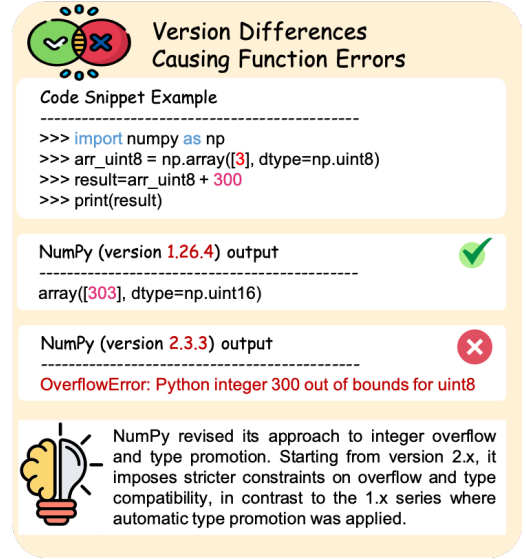 Version Differences
Causing Function Errors
Code Snippet Example
-----------------------------------------------
>>> import numpy as np
>>> arr_uint8 = np.array([3], dtype=np.uint8)
>>> result=arr_uint8 + 300
>>> print(result)
NumPy (version 1.26.4) output
-----------------------------------------------
array([303], dtype=np.uint16)
NumPy (version 2.3.3) output
-----------------------------------------------
OverflowError: Python integer 300 out of bounds for uint8
NumPy revised its approach to integer overflow
and type promotion. Starting from version 2.x, it
imposes stricter constraints on overflow and type
compatibility, in contrast to the 1.x series where
automatic type promotion was applied.